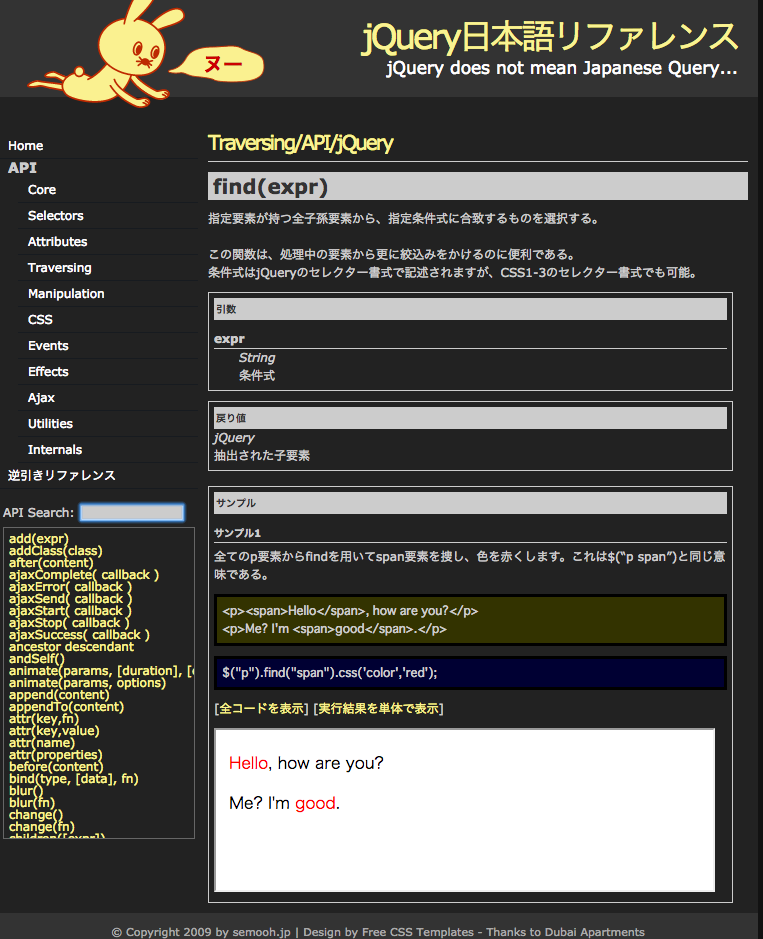 ヌー
jQuery日本語リファレンス
jQuery does not mean Japanese Query...
Home
API
Core
Selectors
Attributes
Traversing
Manipulation
CSS
Events
Effects
Ajax
Utilities
Internals
逆引きリファレンス
API Search:
add(expr)
addClass(class)
after(content)
ajaxComplete( callback )
ajaxError( callback )
ajaxSend( callback )
ajaxStart( callback )
ajaxStop( callback )
ajaxSuccess( callback )
ancestor descendant
andSelf()
animate(params, [duration], [
animate(params, options)
append(content)
appendTo(content)
attr(key,fn)
attr(key,value)
attr(name)
attr(properties)
before(content)
bind(type, [data], fn)
blur()
blur(fn)
change()
change(fn)
children([expr])
Traversing/API/jQuery
find(expr)
指定要素が持つ全子孫要素から、指定条件式に合致するものを選択する。
この関数は、処理中の要素から更に絞込みをかけるのに便利である。
条件式はjQueryのセレクター書式で記述されますが、CSS1-3のセレクター書式でも可能。
引数
expr
String
条件式
戻り値
jQuery
抽出された子要素
サンプル
サンプル1
全てのp要素からfindを用いてspan要素を捜し、色を赤くします。これは$(“p span”)と同じ意
味である。
<p><span>Hello</span>, how are you?</p>
<p>Me? I'm <span>good</span>.</p>
$("p").find("span").css('color','red');
[全コードを表示] [実行結果を単体で表示]
Hello, how are you?
Me? I'm good.
© Copyright 2009 by semooh.jp | Design by Free CSS Templates - Thanks to Dubai Apartments